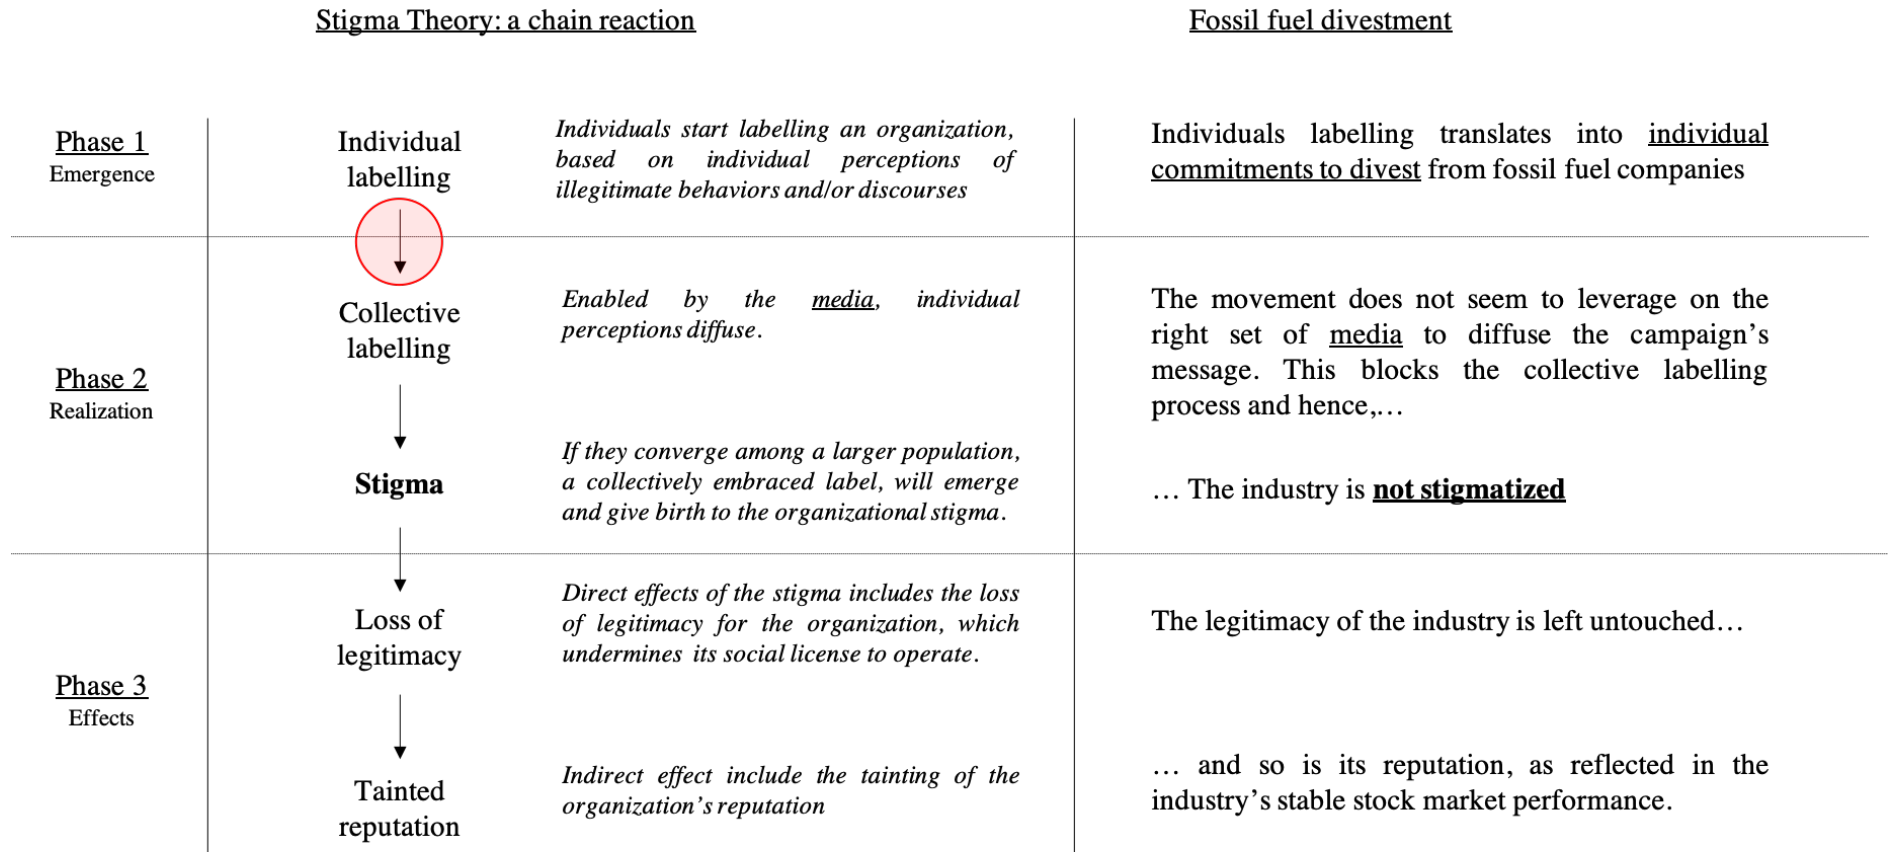 Stigma Theory: a chain reaction
Fossil fuel divestment
Phase 1
Emergence
Individual
labelling
Individuals start labelling an organization,
based on individual perceptions of
illegitimate behaviors and/or discourses
Individuals labelling translates into individual
commitments to divest from fossil fuel companies
Phase 2
Realization
Collective
labelling
Enabled by the media, individual
perceptions diffuse.
The movement does not seem to leverage on the
right set of media to diffuse the campaign's
message. This blocks the collective labelling
process and hence,…
Stigma
If they converge among a larger population,
a collectively embraced label, will emerge
and give birth to the organizational stigma.
… The industry is not stigmatized
Phase 3
Effects
Loss of
legitimacy
Direct effects of the stigma includes the loss
of legitimacy for the organization, which
undermines its social license to operate.
The legitimacy of the industry is left untouched…
Tainted
reputation
Indirect effect include the tainting of the
organization's reputation
… and so is its reputation, as reflected in the
industry's stable stock market performance.